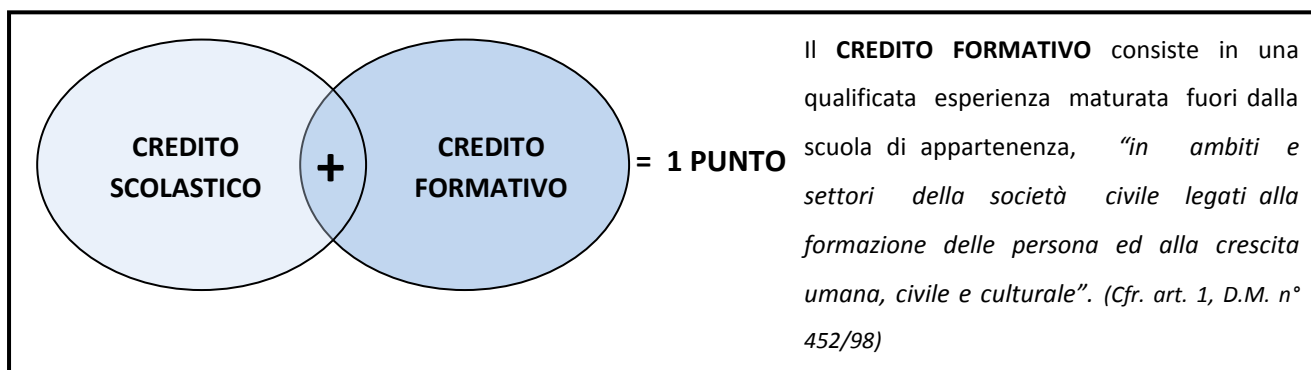 CREDITO
SCOLASTICO
+
CREDITO
FORMATIVO
= 1 PUNTO
Il CREDITO FORMATIVO consiste in una
qualificata esperienza maturata fuori dalla
scuola di appartenenza, “in ambiti e
settori della società civile legati alla
formazione delle persona ed alla crescita
umana, civile e culturale”. (Cfr. art. 1, D.M. n°
452/98)